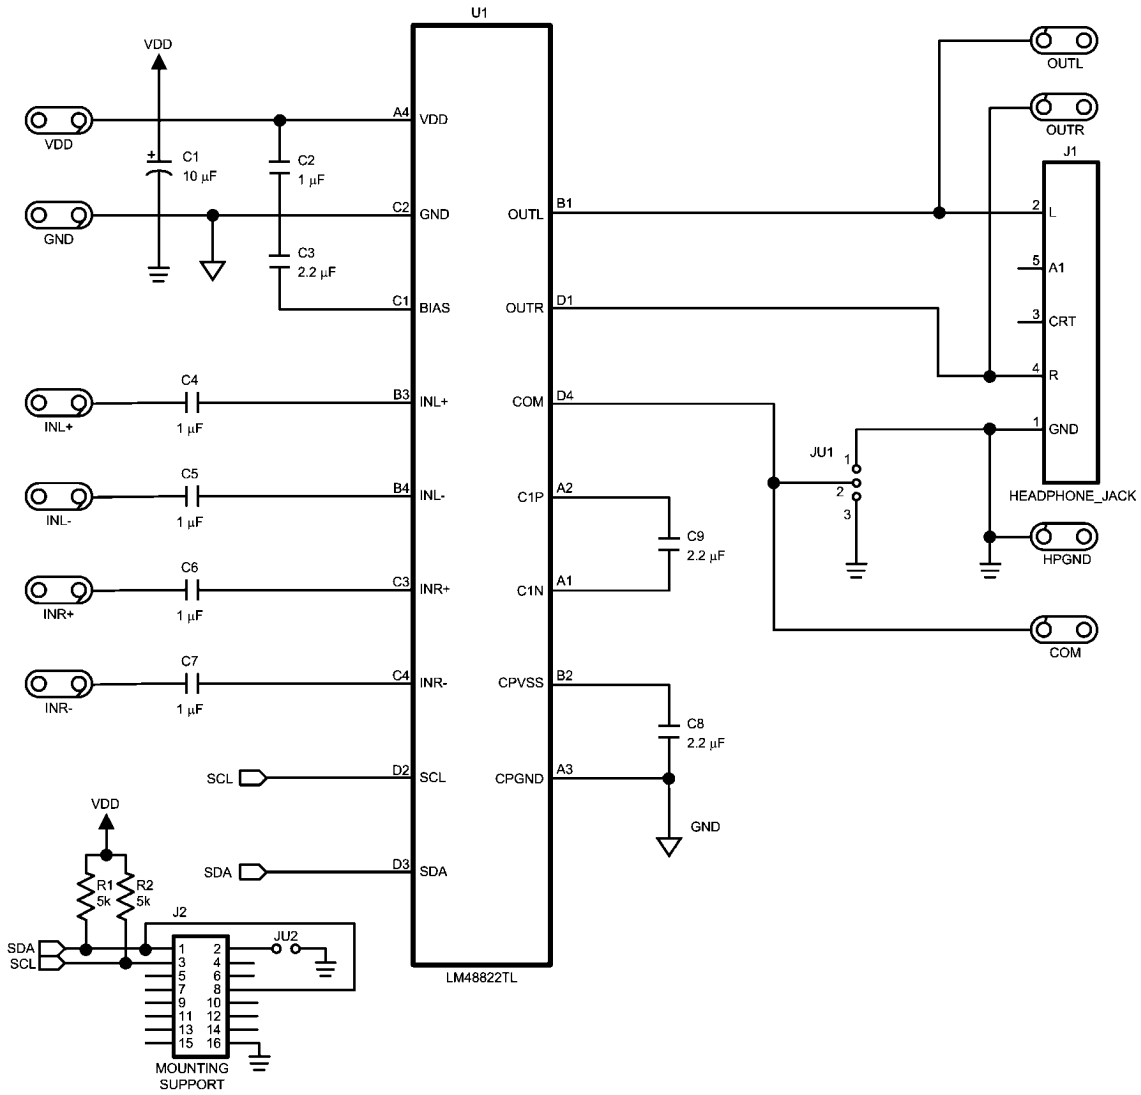 U1
VDD
VDD
A4
VDD
+
C1
10 µF
C2
1 µF
GND
C2
GND
C3
2.2 µF
C1
BIAS
INL+
C4
1 µF
B3
INL+
INL-
C5
1 µF
B4
INL-
INR+
C6
1 µF
C3
INR+
INR-
C7
1 µF
C4
INR-
SCL
D2
SCL
SDA
D3
SDA
OUTL
B1
OUTR
D1
COM
D4
C1P
A2
C9
2.2 µF
C1N
A1
CPVSS
B2
C8
2.2 µF
CPGND
A3
GND
LM48822TL
OUTL
OUTR
J1
2
L
5
A1
3
CRT
4
R
1
GND
HEADPHONE_JACK
JU1
1
2
3
HPGND
COM
VDD
R1
5k
R2
5k
J2
SDA
SCL
JU2
1 2
3 4
5 6
7 8
9 10
11 12
13 14
15 16
MOUNTING
SUPPORT